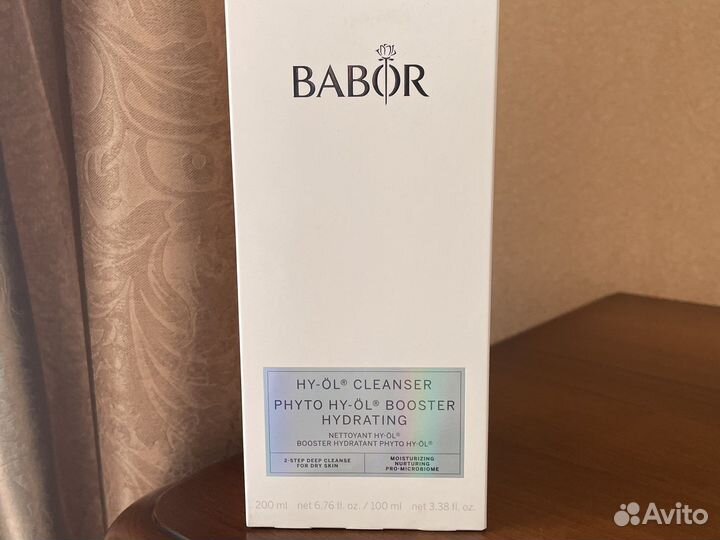 BABOR
HY-ÖL® CLEANSER
PHYTO HY-ÖL® BOOSTER
HYDRATING
NETTOYANT HY-ÖL®
BOOSTER HYDRATANT PHYTO HY-ÖL®
2-STEP DEEP CLEANSE
FOR DRY SKIN
MOISTURIZING
NURTURING
PRO-MICROBIOME
200 ml net 6.76 fl. oz. / 100 ml net 3.38 fl. oz.
Avito